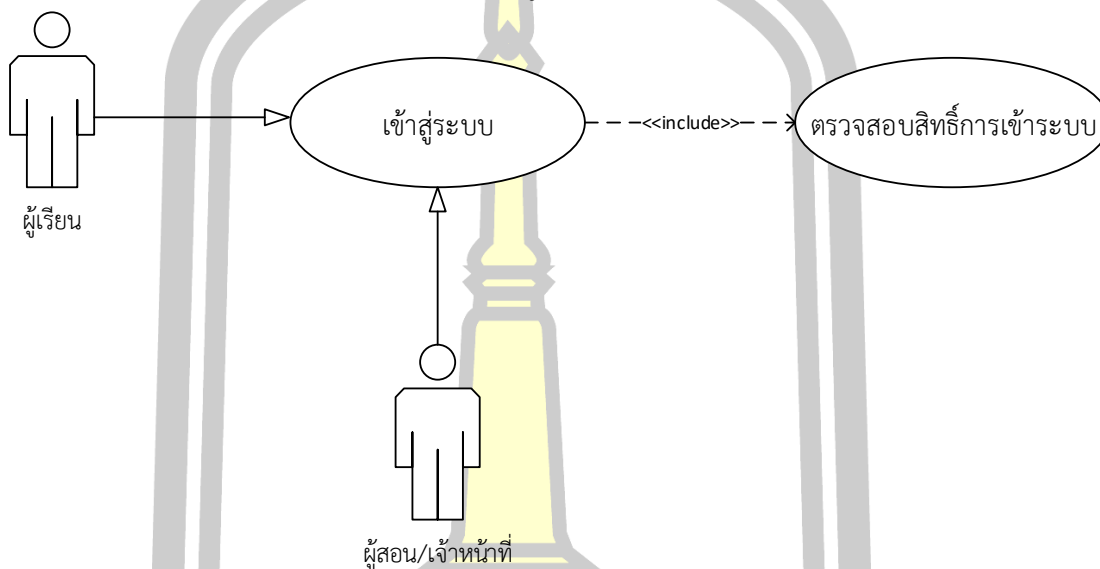 เข้าสู่ระบบ
<<include>>
ตรวจสอบสิทธิ์การเข้าระบบ
ผู้เรียน
ผู้สอน/เจ้าหน้าที่